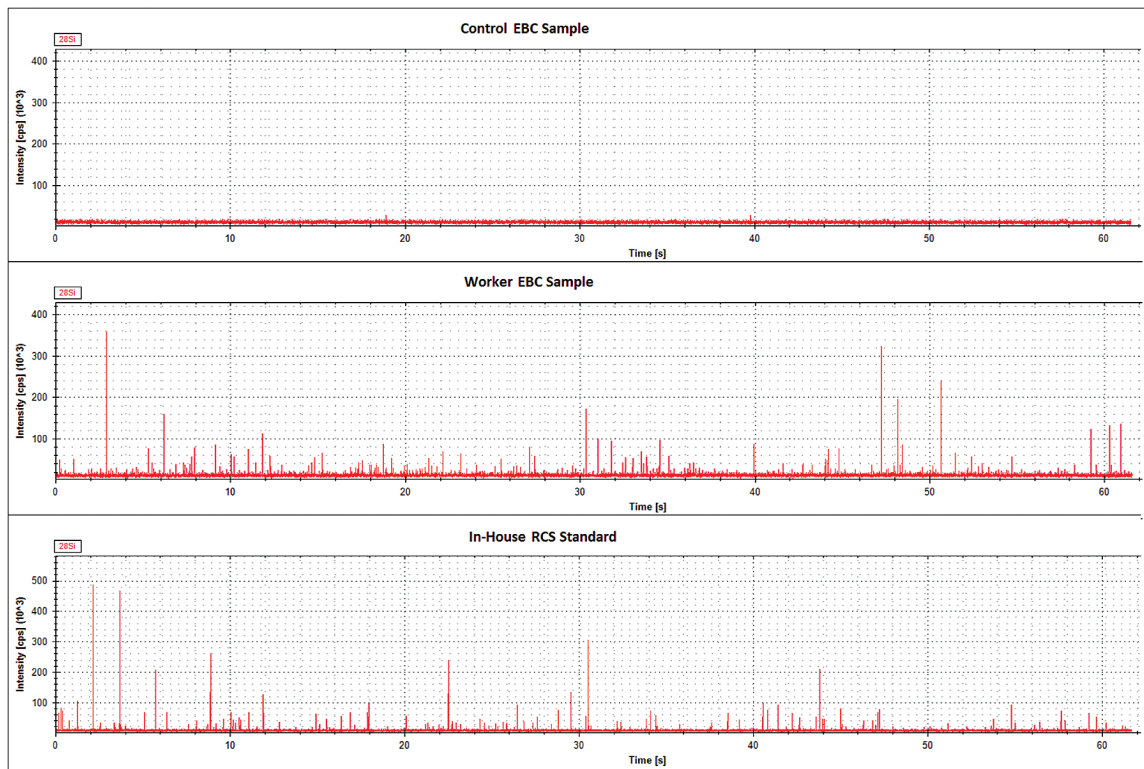 Control EBC Sample
28Si
Intensity [cps] (10^3)
400
300
200
100
0 10 20 30 40 50 60
Time [s]
Worker EBC Sample
28Si
Intensity [cps] (10^3)
400
300
200
100
0 10 20 30 40 50 60
Time [s]
In-House RCS Standard
28Si
Intensity [cps] (10^3)
500
400
300
200
100
0 10 20 30 40 50 60
Time [s]